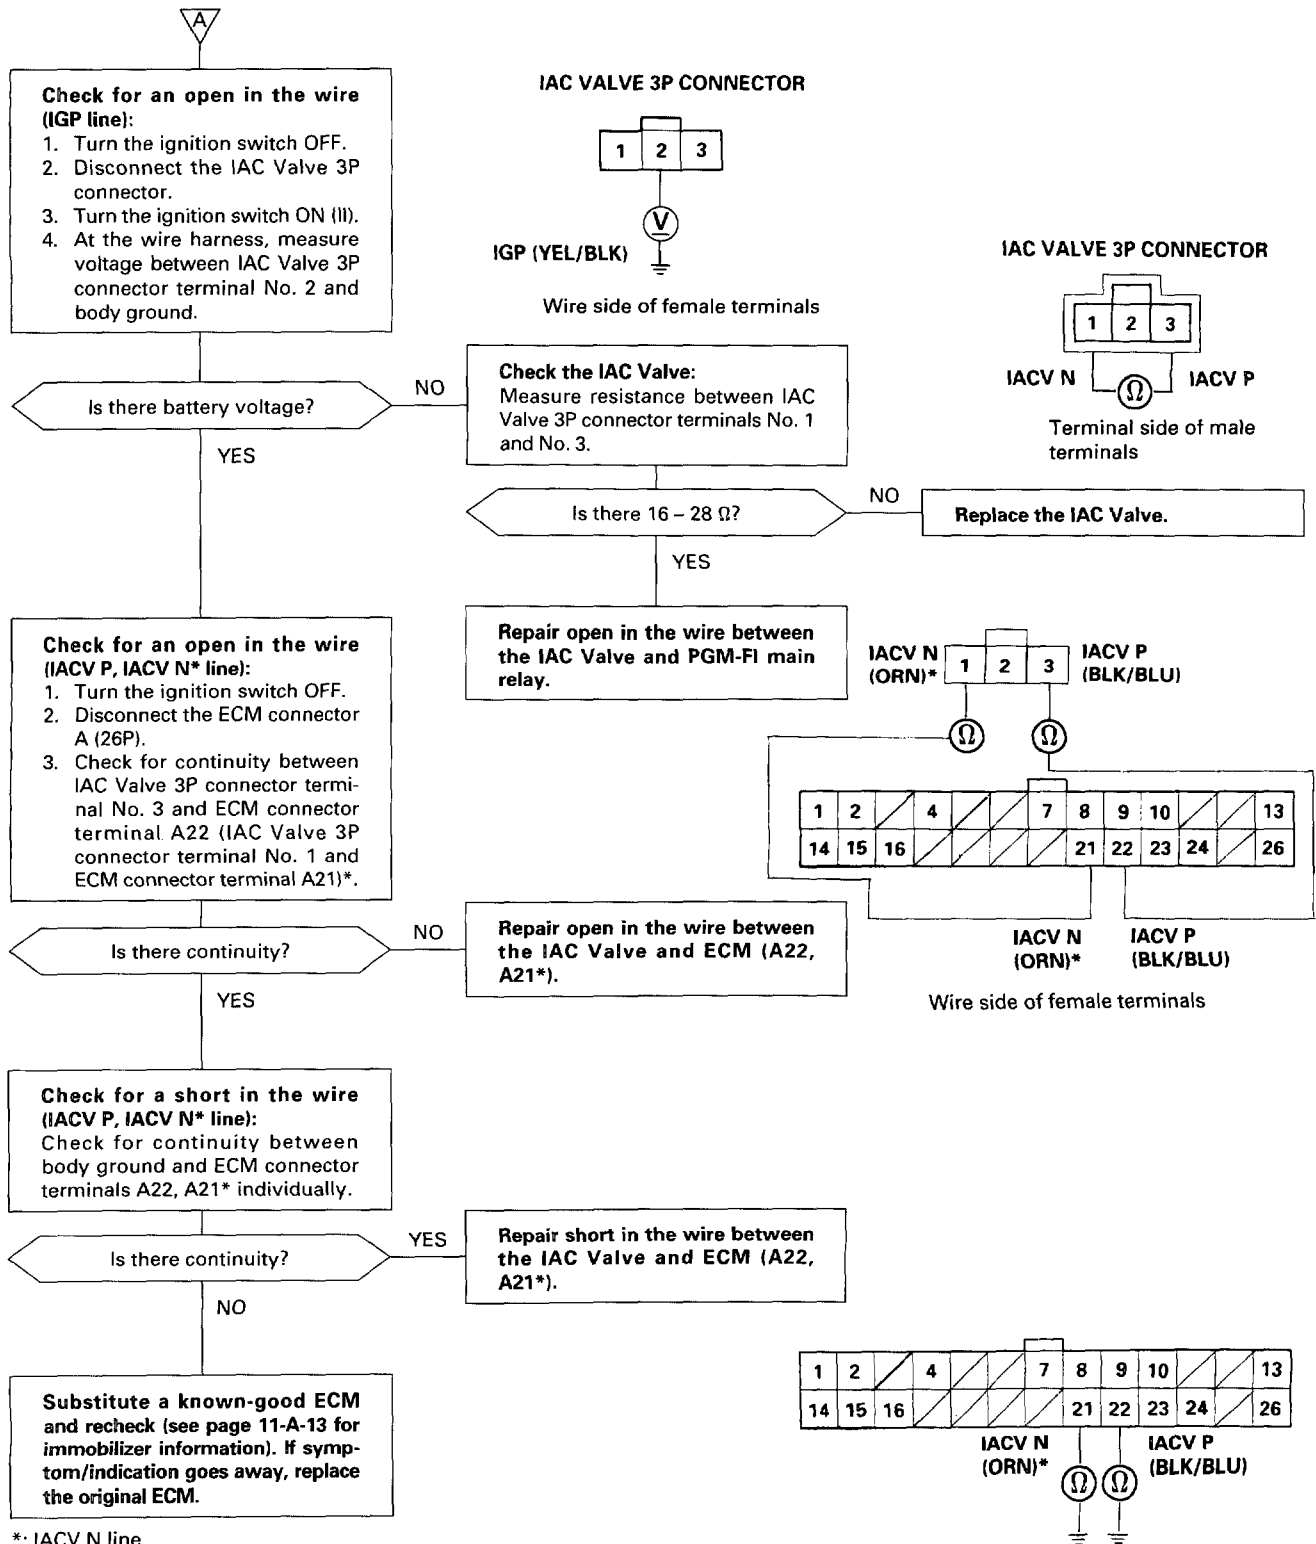 A
Check for an open in the wire
(IGP line):
1. Turn the ignition switch OFF.
2. Disconnect the IAC Valve 3P
connector.
3. Turn the ignition switch ON (II).
4. At the wire harness, measure
voltage between IAC Valve 3P
connector terminal No. 2 and
body ground.
IAC VALVE 3P CONNECTOR
1 2 3
V
IGP (YEL/BLK)
Wire side of female terminals
IAC VALVE 3P CONNECTOR
1 2 3
IACV N
IACV P
Ω
Terminal side of male
terminals
Is there battery voltage?
NO
YES
Check the IAC Valve:
Measure resistance between IAC
Valve 3P connector terminals No. 1
and No. 3.
Is there 16 – 28 Ω?
NO
Replace the IAC Valve.
YES
Repair open in the wire between
the IAC Valve and PGM-FI main
relay.
Check for an open in the wire
(IACV P, IACV N* line):
1. Turn the ignition switch OFF.
2. Disconnect the ECM connector
A (26P).
3. Check for continuity between
IAC Valve 3P connector termi-
nal No. 3 and ECM connector
terminal A22 (IAC Valve 3P
connector terminal No. 1 and
ECM connector terminal A21)*.
IACV N
(ORN)*
1 2 3
IACV P
(BLK/BLU)
Ω Ω
1 2 4 7 8 9 10 13
14 15 16 21 22 23 24 26
IACV N
(ORN)*
IACV P
(BLK/BLU)
Wire side of female terminals
Is there continuity?
NO
Repair open in the wire between
the IAC Valve and ECM (A22,
A21*).
YES
Check for a short in the wire
(IACV P, IACV N* line):
Check for continuity between
body ground and ECM connector
terminals A22, A21* individually.
Is there continuity?
YES
Repair short in the wire between
the IAC Valve and ECM (A22,
A21*).
NO
Substitute a known-good ECM
and recheck (see page 11-A-13 for
immobilizer information). If symp-
tom/indication goes away, replace
the original ECM.
1 2 4 7 8 9 10 13
14 15 16 21 22 23 24 26
IACV N
(ORN)*
IACV P
(BLK/BLU)
Ω Ω
*: IACV N line